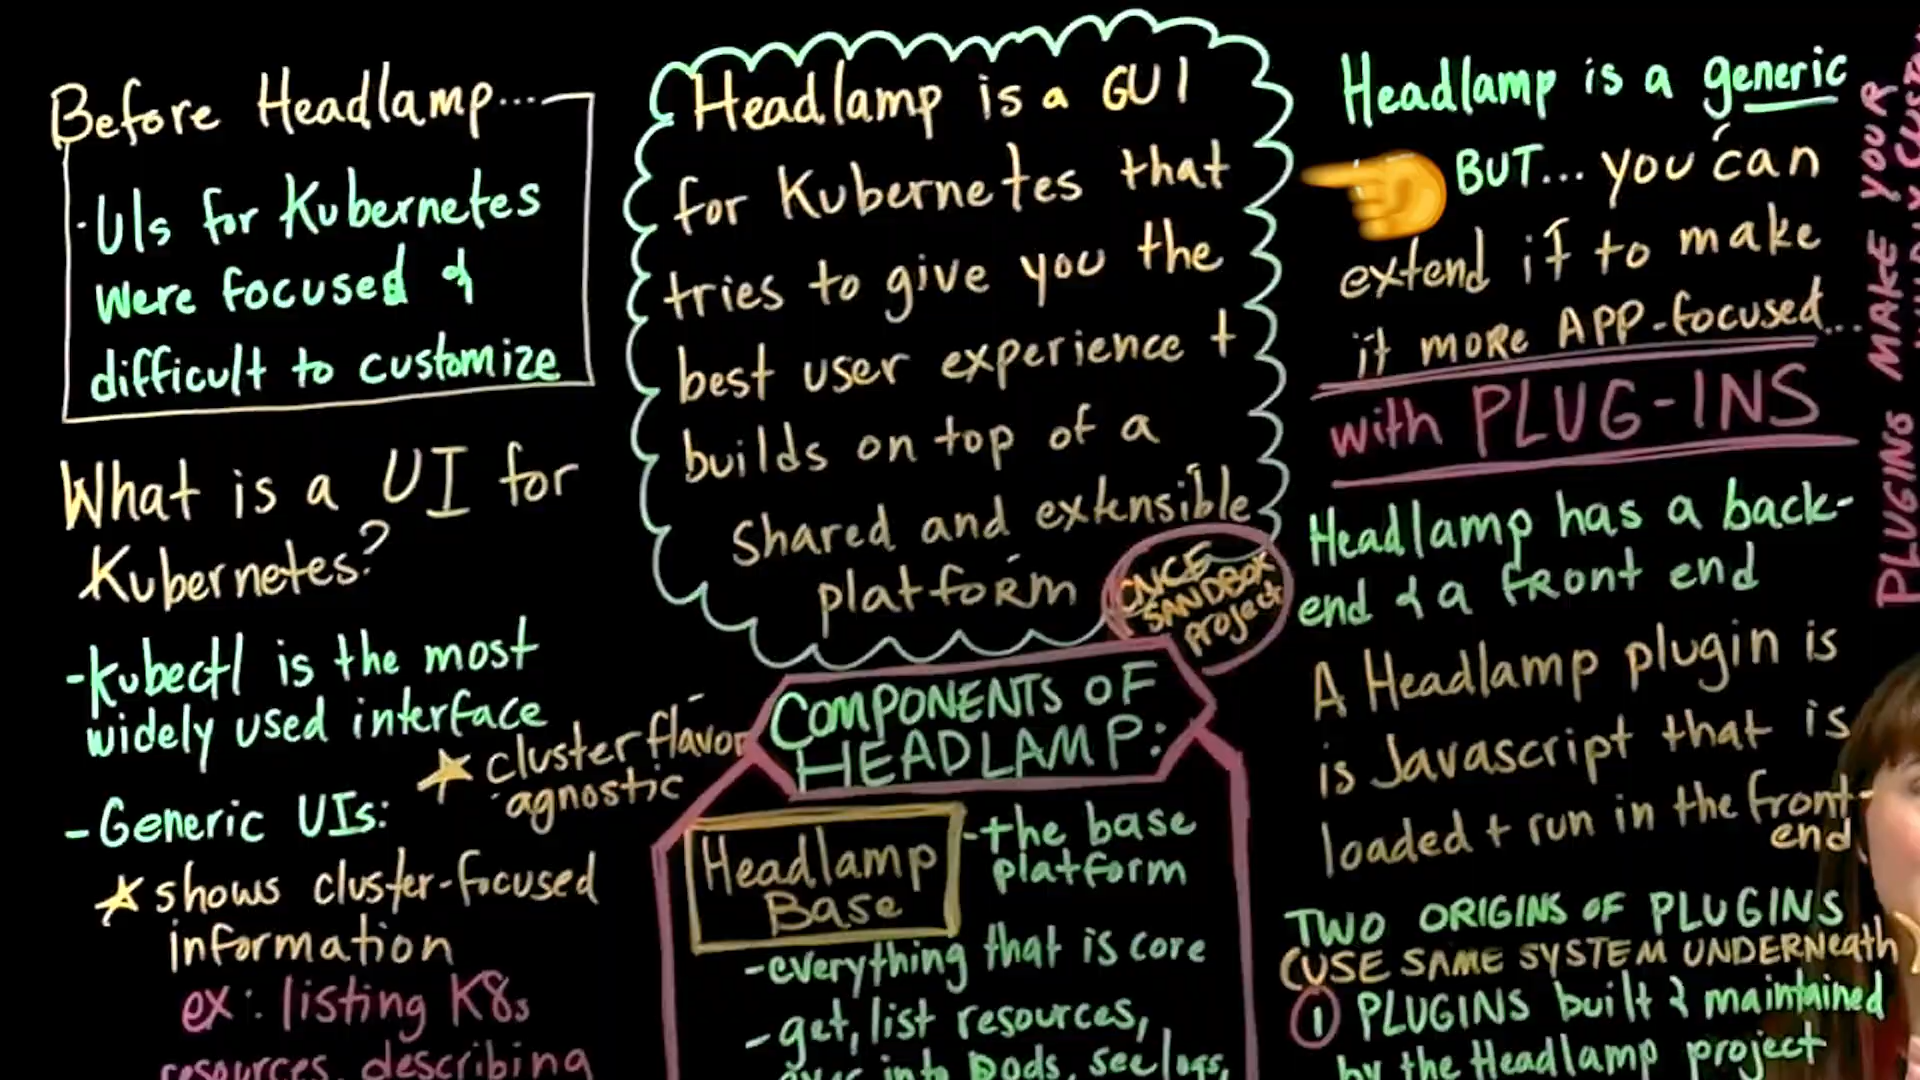 Before Headlamp...
·UIs for Kubernetes
were focused &
difficult to customize
What is a UI for
Kubernetes?
-kubectl is the most
widely used interface
-Generic UIs:
cluster flavor
agnostic
shows cluster-focused
information
ex: listing K8s
resources, describing
Headlamp is a GUI
for Kubernetes that
tries to give you the
best user experience +
builds on top of a
shared and extensible
platform
CNCF
SANDBOX
project
COMPONENTS OF
HEADLAMP:
Headlamp
Base
-the base
platform
-everything that is core
-get, list resources,
into pods, see logs,
Headlamp is a generic
BUT... you can
extend it to make
it more APP-focused...
with PLUG-INS
Headlamp has a back-
end & a front end
A Headlamp plugin is
is Javascript that is
loaded + run in the front-
end
TWO ORIGINS OF PLUGINS
(USE SAME SYSTEM UNDERNeath
1 PLUGINS built & maintained
by the Headlamp project
PLUGINS MAKE YOUR